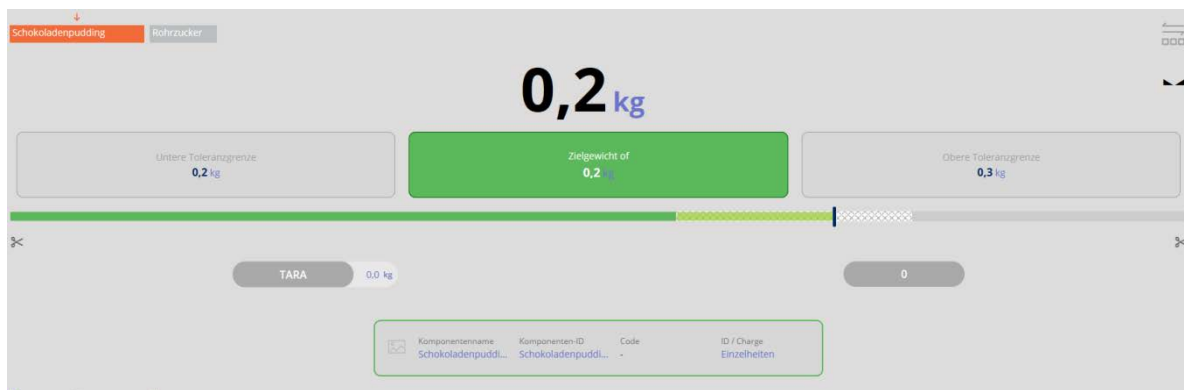 Schokoladenpudding
Rohrzucker
0,2 kg
Untere Toleranzgrenze
0,2 kg
Zielgewicht of
0,2 kg
Obere Toleranzgrenze
0,3 kg
TARA 0.0 kg
0
Komponentenname Komponenten-ID Code ID / Charge
Schokoladenpuddi... Schokoladenpuddi... - Einzelheiten